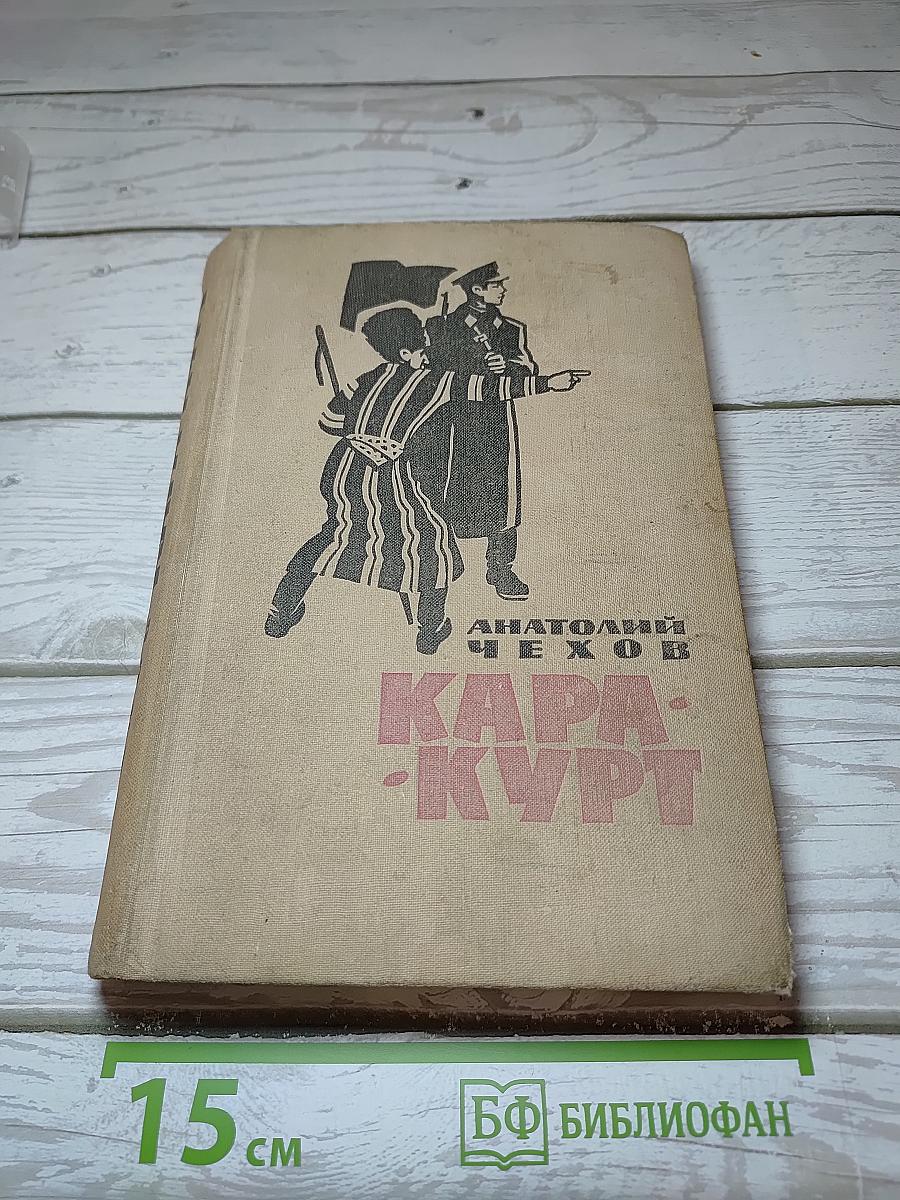 АНАТОЛИЙ
ЧЕХОВ
КАРА·
·КУРТ
15 см
БФ БИБЛИОФАН